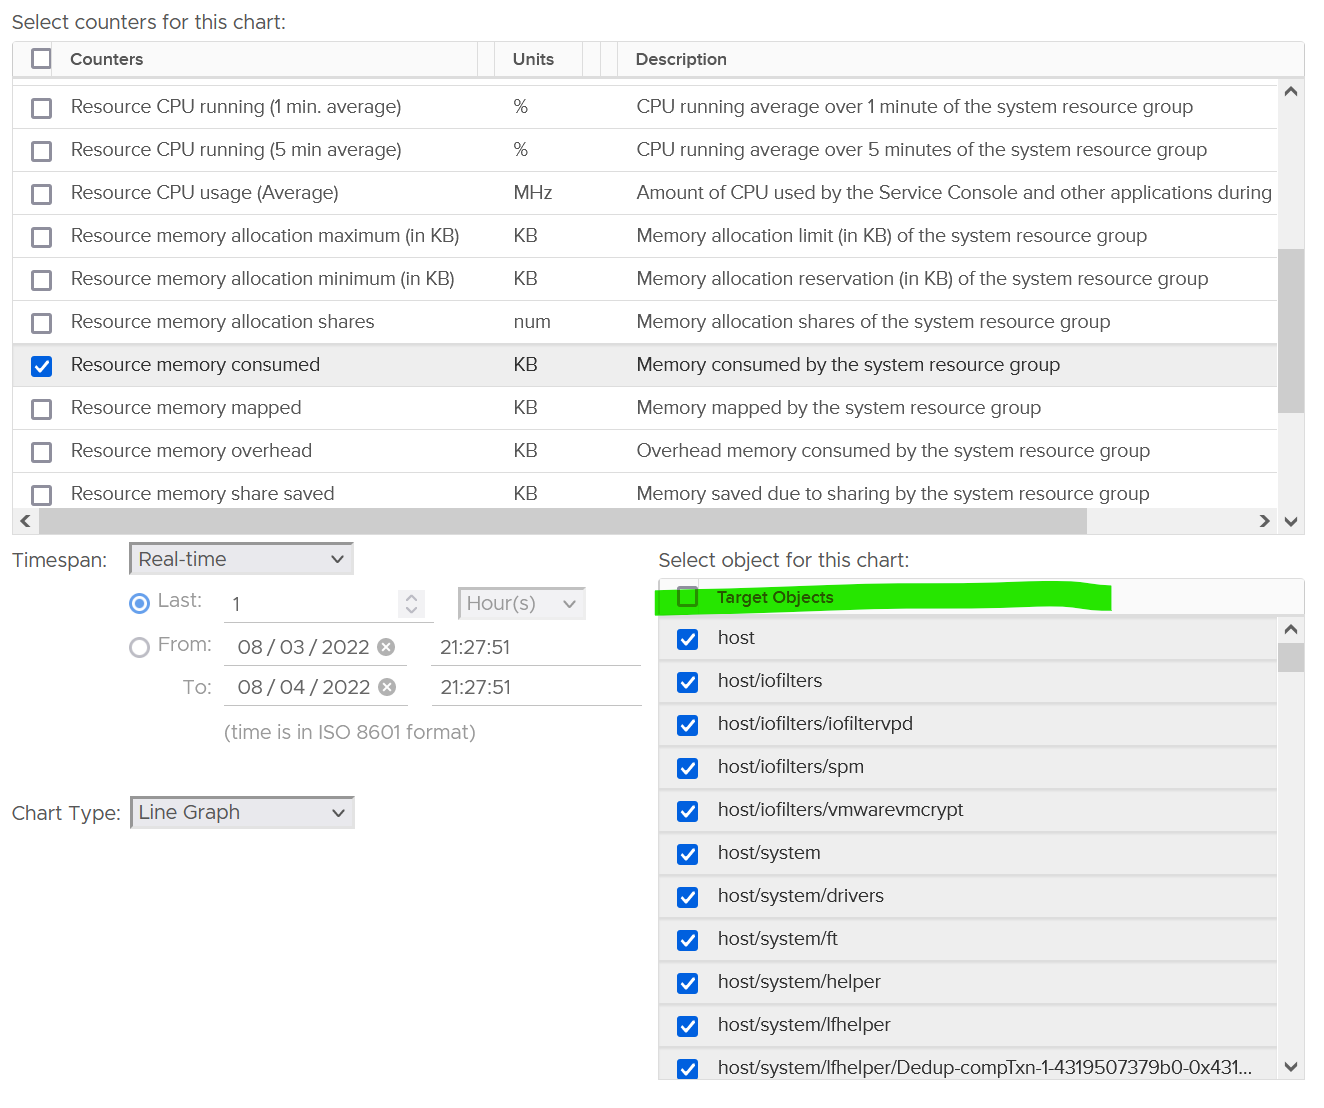 Select counters for this chart:
Counters Units Description
Resource CPU running (1 min. average) % CPU running average over 1 minute of the system resource group
Resource CPU running (5 min average) % CPU running average over 5 minutes of the system resource group
Resource CPU usage (Average) MHz Amount of CPU used by the Service Console and other applications during
Resource memory allocation maximum (in KB) KB Memory allocation limit (in KB) of the system resource group
Resource memory allocation minimum (in KB) KB Memory allocation reservation (in KB) of the system resource group
Resource memory allocation shares num Memory allocation shares of the system resource group
Resource memory consumed KB Memory consumed by the system resource group
Resource memory mapped KB Memory mapped by the system resource group
Resource memory overhead KB Overhead memory consumed by the system resource group
Resource memory share saved KB Memory saved due to sharing by the system resource group
Timespan: Real-time
Last: 1 Hour(s)
From: 08 / 03 / 2022 21:27:51
To: 08 / 04 / 2022 21:27:51
(time is in ISO 8601 format)
Chart Type: Line Graph
Select object for this chart:
Target Objects
host
host/iofilters
host/iofilters/iofiltervpd
host/iofilters/spm
host/iofilters/vmwarevmcrypt
host/system
host/system/drivers
host/system/ft
host/system/helper
host/system/lfhelper
host/system/lfhelper/Dedup-compTxn-1-4319507379b0-0x431...